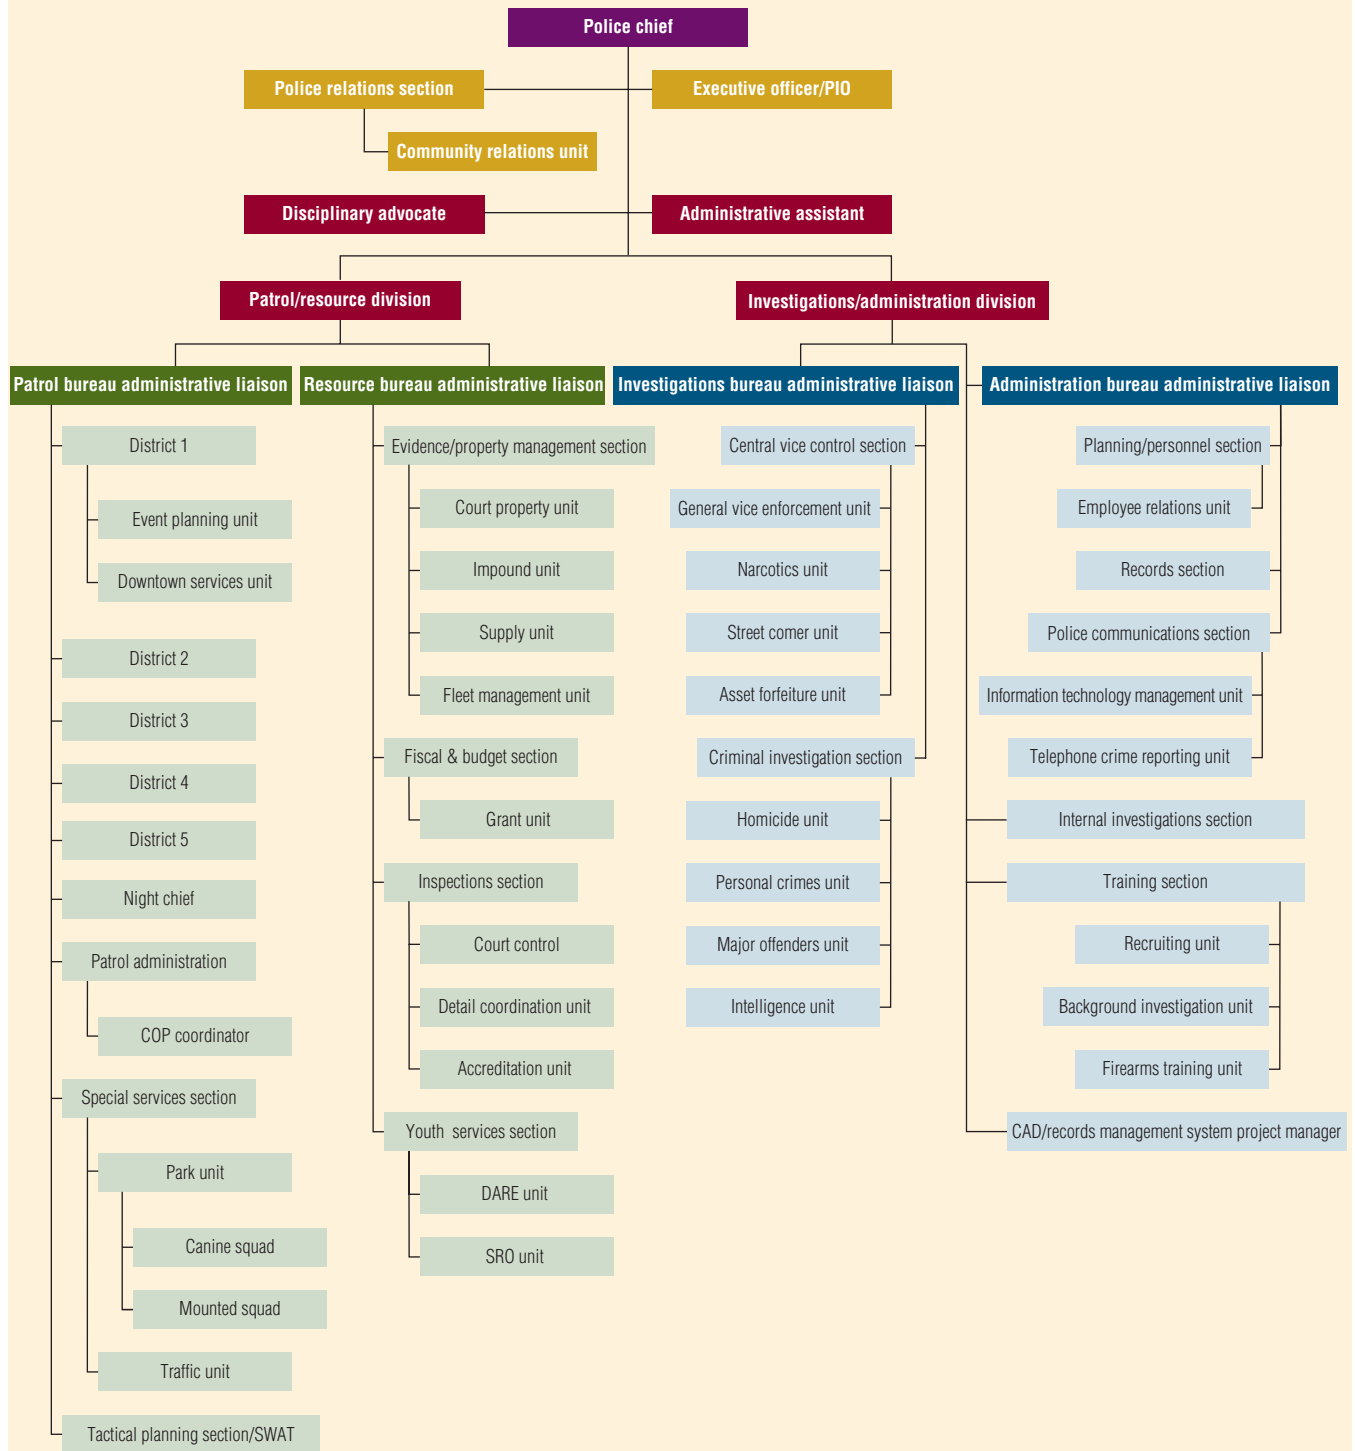 Police chief
Police relations section
Executive officer/PIO
Community relations unit
Disciplinary advocate
Administrative assistant
Patrol/resource division
Investigations/administration division
Patrol bureau administrative liaison
Resource bureau administrative liaison
Investigations bureau administrative liaison
Administration bureau administrative liaison
District 1
Event planning unit
Downtown services unit
District 2
District 3
District 4
District 5
Night chief
Patrol administration
COP coordinator
Special services section
Park unit
Canine squad
Mounted squad
Traffic unit
Tactical planning section/SWAT
Evidence/property management section
Court property unit
Impound unit
Supply unit
Fleet management unit
Fiscal & budget section
Grant unit
Inspections section
Court control
Detail coordination unit
Accreditation unit
Youth services section
DARE unit
SRO unit
Central vice control section
General vice enforcement unit
Narcotics unit
Street comer unit
Asset forfeiture unit
Criminal investigation section
Homicide unit
Personal crimes unit
Major offenders unit
Intelligence unit
Planning/personnel section
Employee relations unit
Records section
Police communications section
Information technology management unit
Telephone crime reporting unit
Internal investigations section
Training section
Recruiting unit
Background investigation unit
Firearms training unit
CAD/records management system project manager